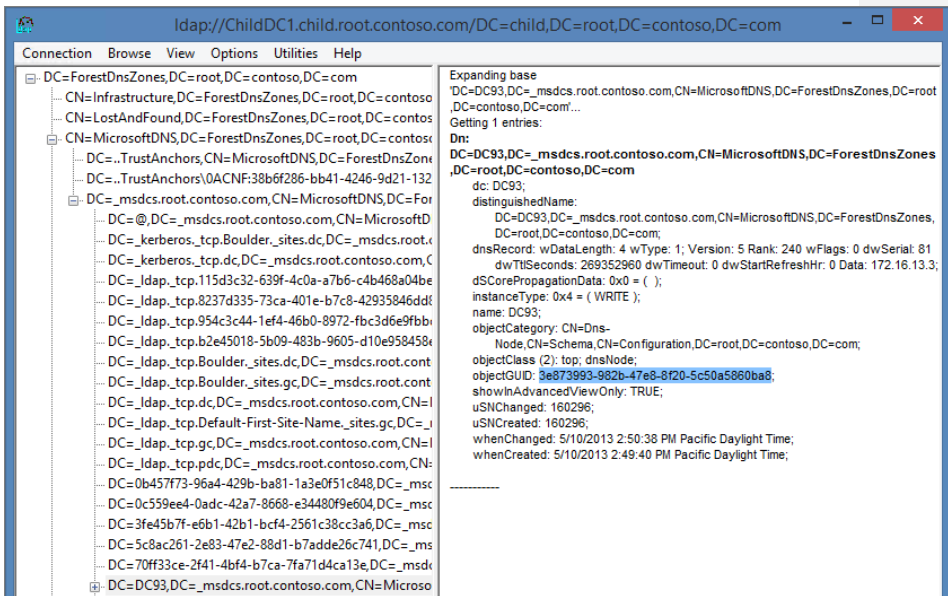 ldap://ChildDC1.child.root.contoso.com/DC=child,DC=root,DC=contoso,DC=com
Connection Browse View Options Utilities Help
DC=ForestDnsZones,DC=root,DC=contoso,DC=com
CN=Infrastructure,DC=ForestDnsZones,DC=root,DC=contoso
CN=LostAndFound,DC=ForestDnsZones,DC=root,DC=contos
CN=MicrosoftDNS,DC=ForestDnsZones,DC=root,DC=contoso
DC=..TrustAnchors,CN=MicrosoftDNS,DC=ForestDnsZone
DC=..TrustAnchors\0ACNF:38b6f286-bb41-4246-9d21-132
DC=_msdcs.root.contoso.com,CN=MicrosoftDNS,DC=For
DC=@,DC=_msdcs.root.contoso.com,CN=MicrosoftD
DC=_kerberos._tcp.Boulder._sites.dc,DC=_msdcs.root.c
DC=_kerberos._tcp.dc,DC=_msdcs.root.contoso.com,C
DC=_ldap._tcp.115d3c32-639f-4c0a-a7b6-c4b468a04be
DC=_ldap._tcp.8237d335-73ca-401e-b7c8-42935846dd8
DC=_ldap._tcp.954c3c44-1ef4-46b0-8972-fbc3d6e9fbb
DC=_ldap._tcp.b2e45018-5b09-483b-9605-d10e958458e
DC=_ldap._tcp.Boulder._sites.dc,DC=_msdcs.root.cont
DC=_ldap._tcp.Boulder._sites.gc,DC=_msdcs.root.cont
DC=_ldap._tcp.dc,DC=_msdcs.root.contoso.com,CN=
DC=_ldap._tcp.Default-First-Site-Name._sites.gc,DC=_
DC=_ldap._tcp.gc,DC=_msdcs.root.contoso.com,CN=
DC=_ldap._tcp.pdc,DC=_msdcs.root.contoso.com,CN=
DC=0b457f73-96a4-429b-ba81-1a3e0f51c848,DC=_msc
DC=0c559ee4-0adc-42a7-8668-e34480f9e604,DC=_msc
DC=3fe45b7f-e6b1-42b1-bcf4-2561c38cc3a6,DC=_msc
DC=5c8ac261-2e83-47e2-88d1-b7adde26c741,DC=_ms
DC=70ff33ce-2f41-4bf4-b7ca-7fa71d4ca13e,DC=_msdc
DC=DC93,DC=_msdcs.root.contoso.com,CN=Microso
Expanding base
'DC=DC93,DC=_msdcs.root.contoso.com,CN=MicrosoftDNS,DC=ForestDnsZones,DC=root
,DC=contoso,DC=com'...
Getting 1 entries:
Dn:
DC=DC93,DC=_msdcs.root.contoso.com,CN=MicrosoftDNS,DC=ForestDnsZones
,DC=root,DC=contoso,DC=com
dc: DC93;
distinguishedName:
DC=DC93,DC=_msdcs.root.contoso.com,CN=MicrosoftDNS,DC=ForestDnsZones,
DC=root,DC=contoso,DC=com;
dnsRecord: wDataLength: 4 wType: 1; Version: 5 Rank: 240 wFlags: 0 dwSerial: 81
dwTtlSeconds: 269352960 dwTimeout: 0 dwStartRefreshHr: 0 Data: 172.16.13.3;
dSCorePropagationData: 0x0 = ( );
instanceType: 0x4 = ( WRITE );
name: DC93;
objectCategory: CN=Dns-
Node,CN=Schema,CN=Configuration,DC=root,DC=contoso,DC=com;
objectClass (2): top; dnsNode;
objectGUID: 3e873993-982b-47e8-8f20-5c50a5860ba8;
showInAdvancedViewOnly: TRUE;
uSNChanged: 160296;
uSNCreated: 160296;
whenChanged: 5/10/2013 2:50:38 PM Pacific Daylight Time;
whenCreated: 5/10/2013 2:49:40 PM Pacific Daylight Time;
-----------